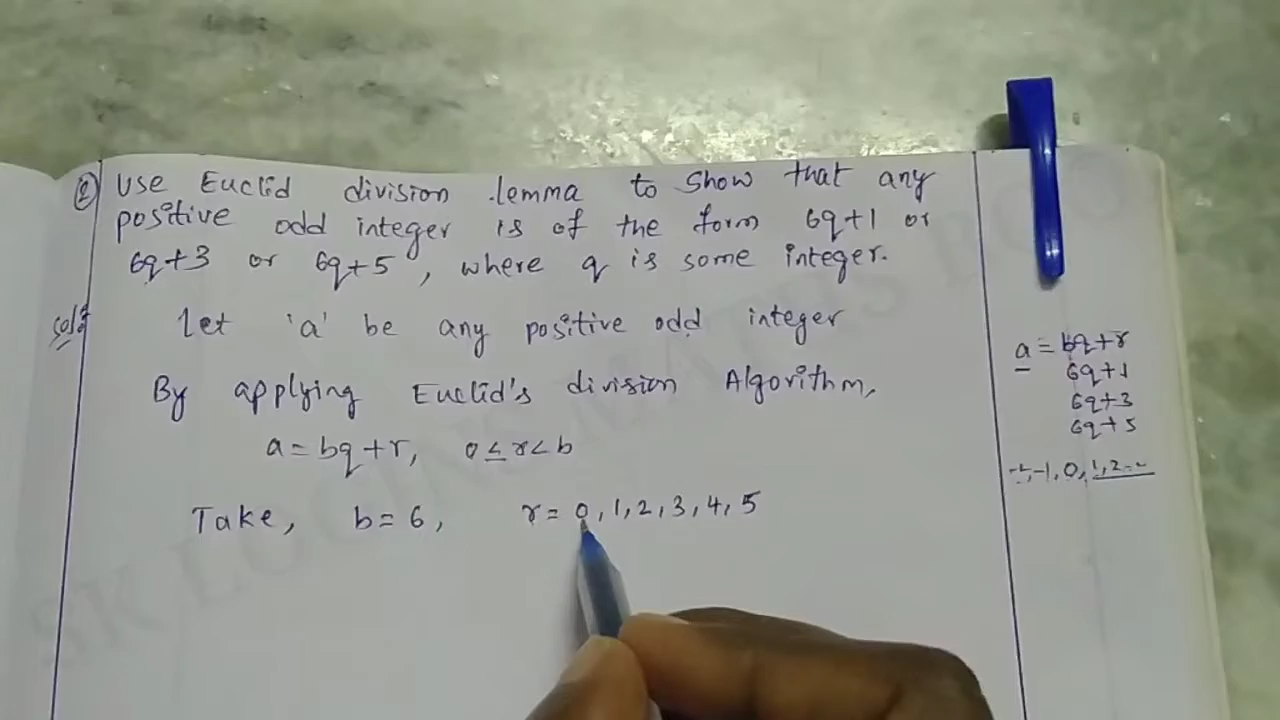 ② Use Euclid division lemma to show that any
positive odd integer is of the form 6q+1 or
6q+3 or 6q+5, where q is some integer.
Let 'a' be any positive odd integer
By applying Euclid's division Algorithm,
a=bq+r, 0≤r<b
Take, b=6, r=0,1,2,3,4,5
a=bq+r
6q+1
6q+3
6q+5
-1,0,1,2